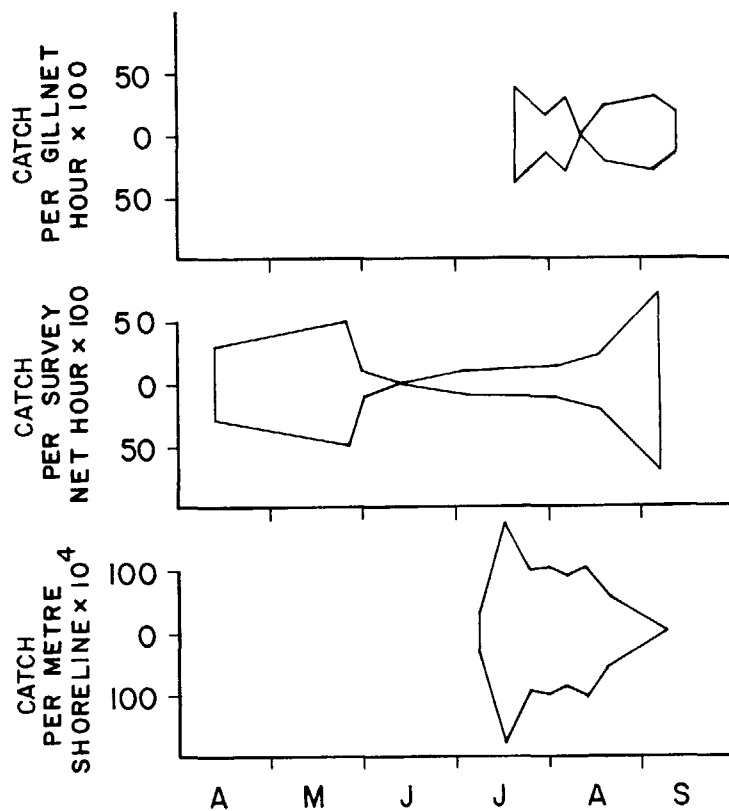 CATCH
PER GILLNET
HOUR × 100
50
0
50
CATCH
PER SURVEY
NET HOUR × 100
50
0
50
CATCH
PER METRE
SHORELINE × 10⁴
100
0
100
A M J J A S